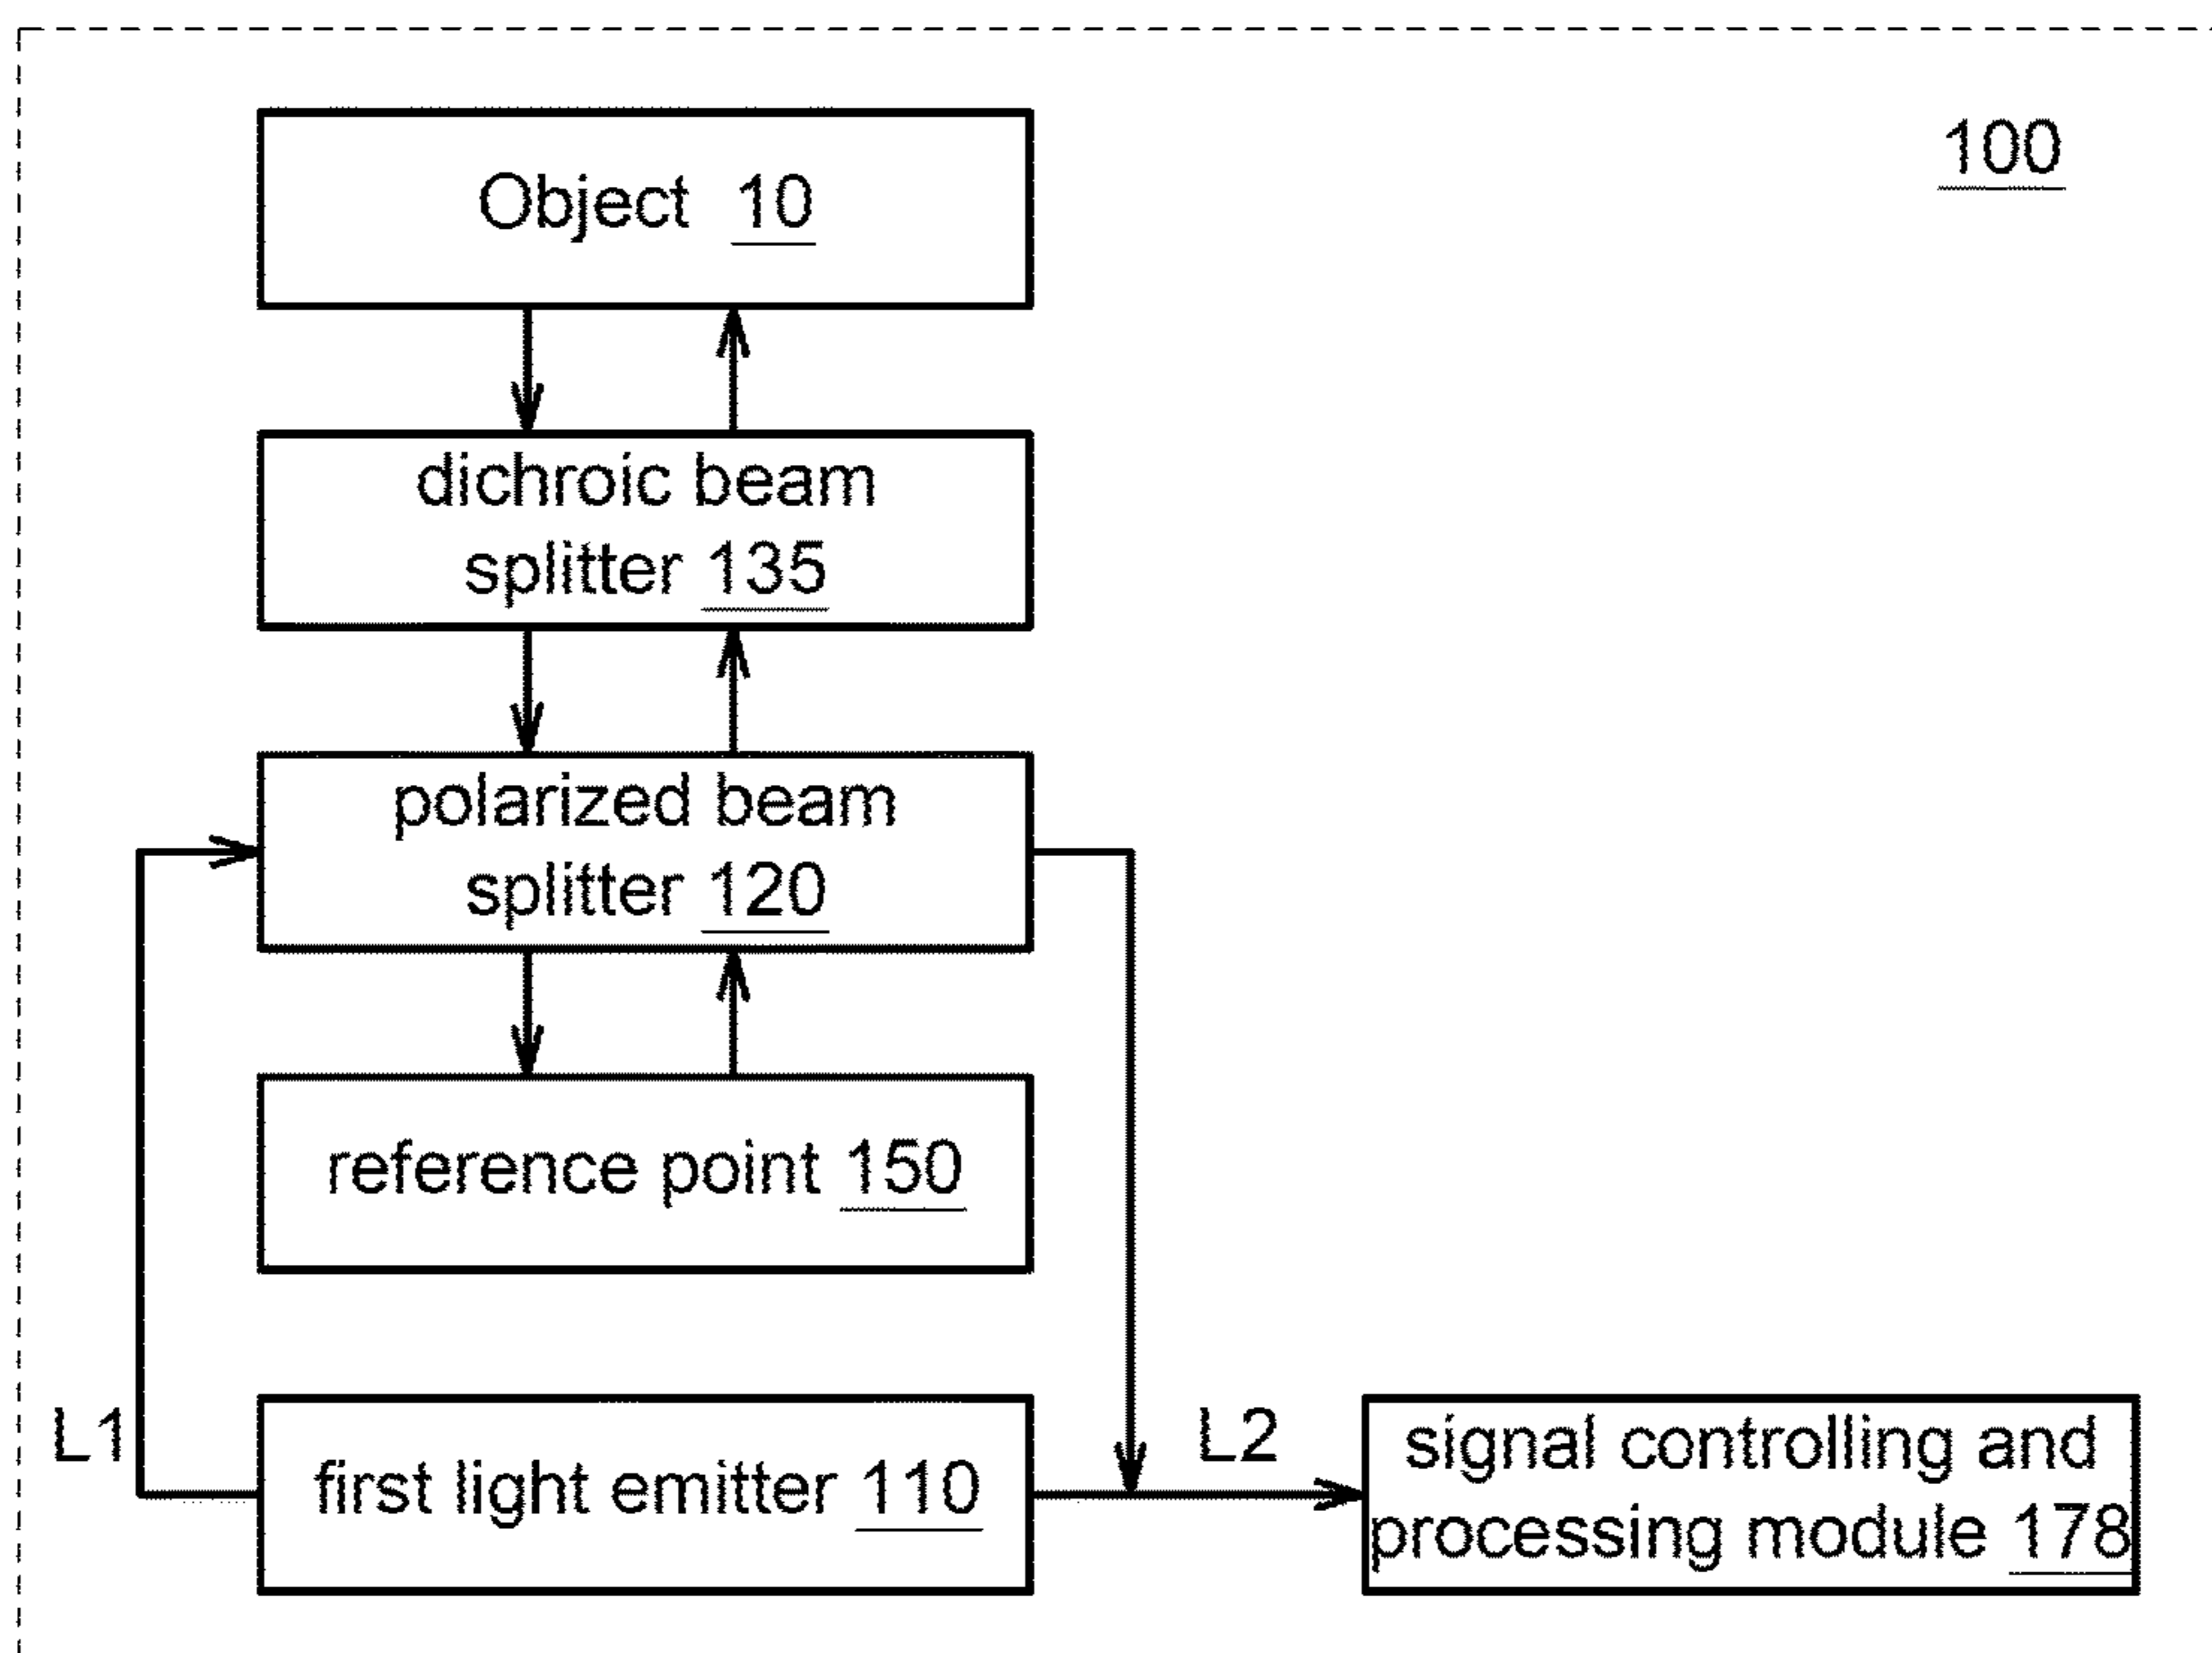 100
Object 10
dichroic beam
splitter 135
polarized beam
splitter 120
reference point 150
L1
first light emitter 110
L2
signal controlling and
processing module 178